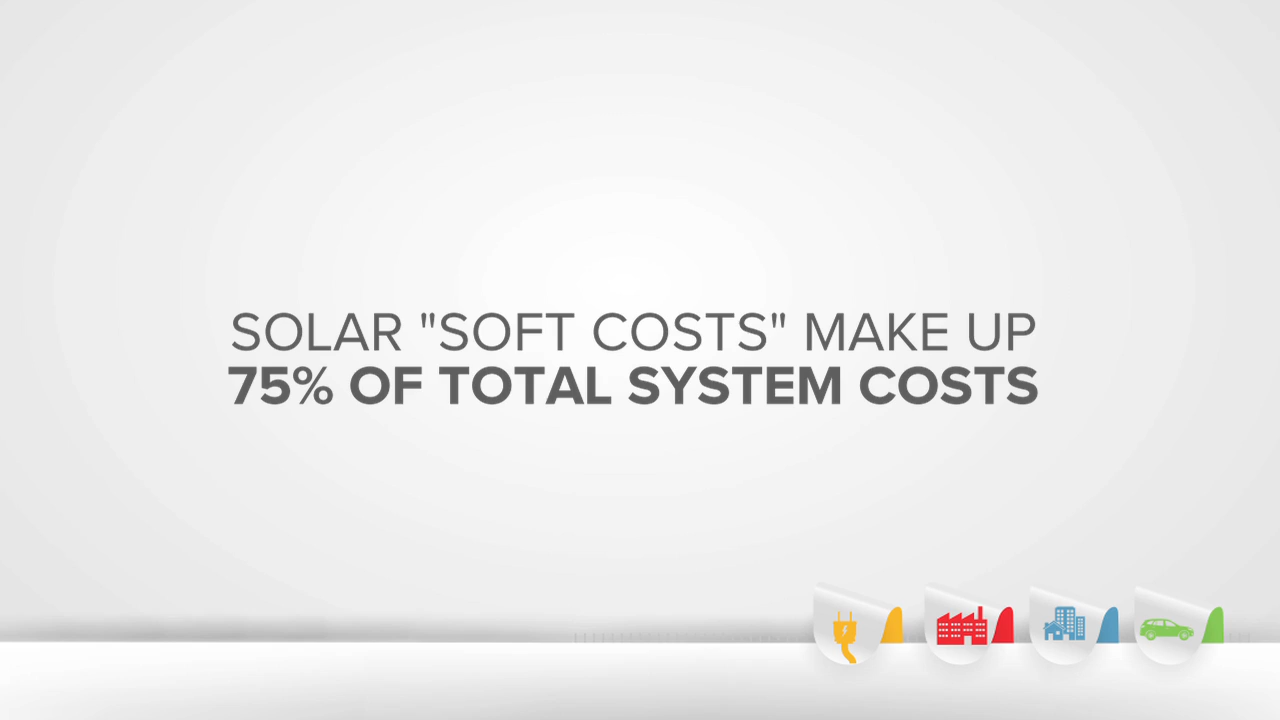 SOLAR "SOFT COSTS" MAKE UP
75% OF TOTAL SYSTEM COSTS